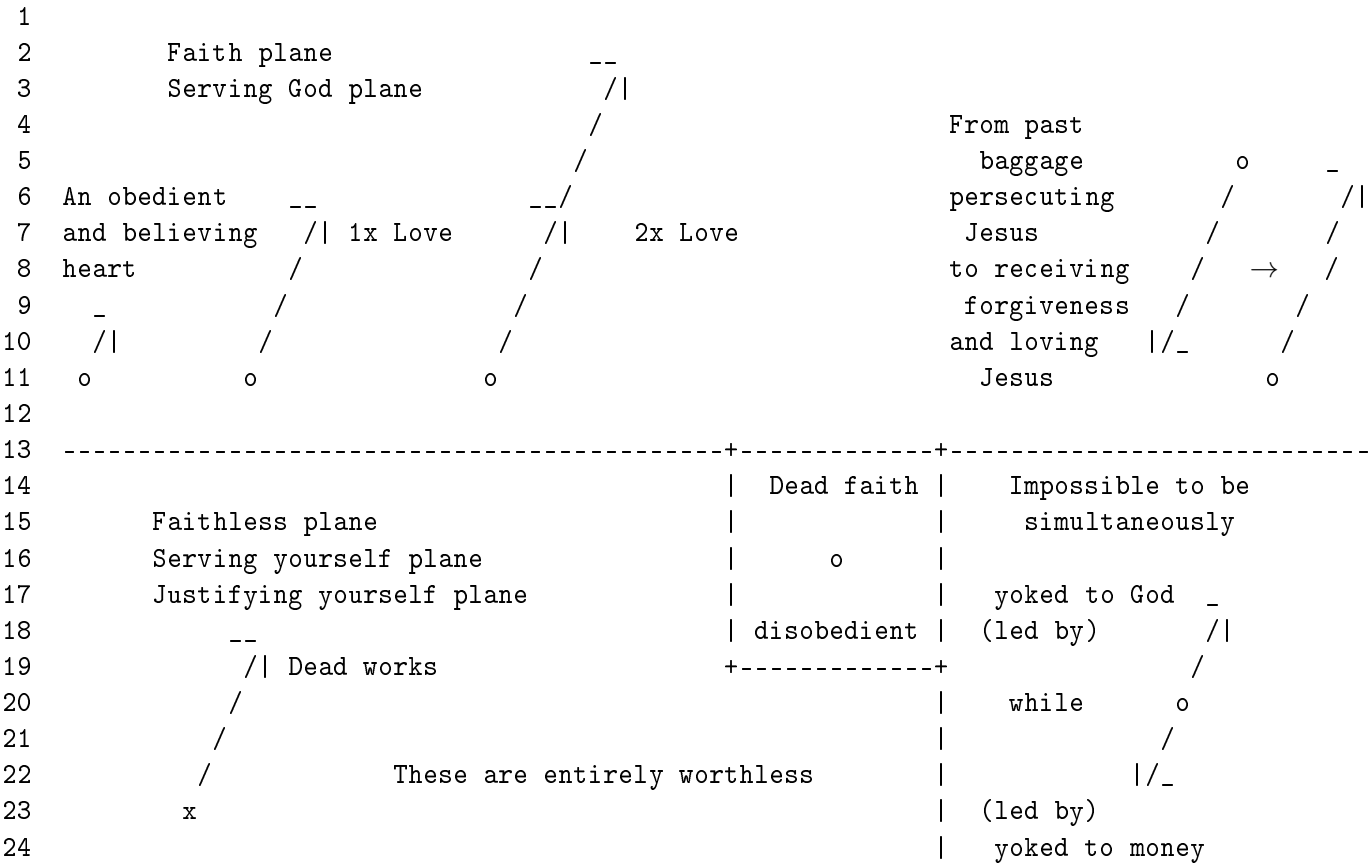 1
2         Faith plane                 __
3         Serving God plane            /|
4                                     /                       From past
5                                    /                          baggage          o     _
6  An obedient    __              __/                         persecuting       /       /|
7  and believing   /| 1x Love      /|    2x Love               Jesus           /       /
8  heart          /               /                           to receiving    /   →   /
9    _           /               /                             forgiveness   /       /
10   /|         /               /                             and loving   |/_      /
11  o          o               o                                Jesus              o
12
13 --------------------------------------------+-------------+----------------------------
14                                             |  Dead faith |    Impossible to be
15       Faithless plane                       |             |     simultaneously
16       Serving yourself plane                |      o      |
17       Justifying yourself plane             |             |   yoked to God  _
18            __                               | disobedient |  (led by)       /|
19             /| Dead works                   +-------------+                /
20            /                                              |    while      o
21           /                                               |              /
22          /            These are entirely worthless        |            |/_
23         x                                                 |  (led by)
24                                                           |   yoked to money